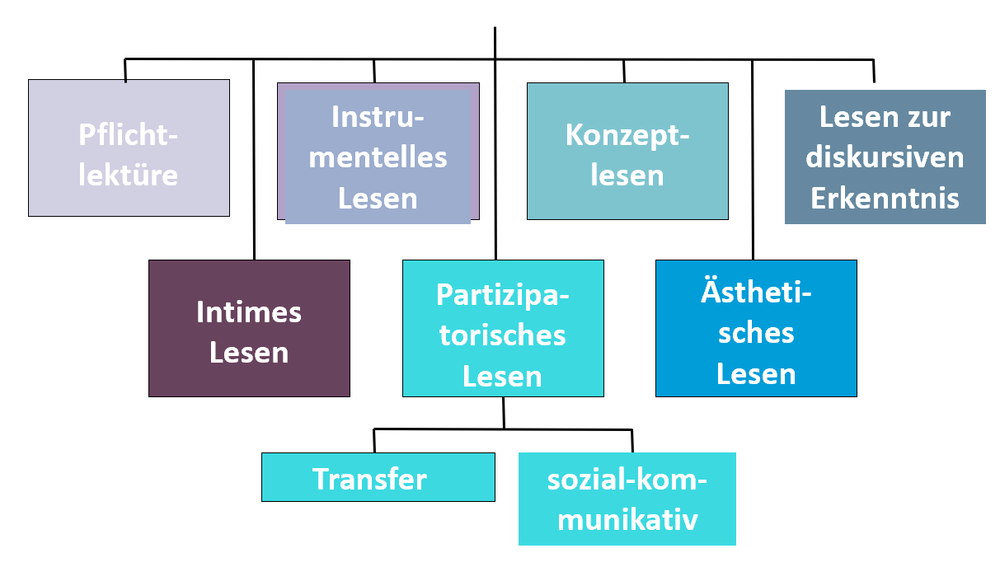 Pflicht-
lektüre
Instru-
mentelles
Lesen
Konzept-
lesen
Lesen zur
diskursiven
Erkenntnis
Intimes
Lesen
Partizipa-
torisches
Lesen
Ästheti-
sches
Lesen
Transfer
sozial-kom-
munikativ